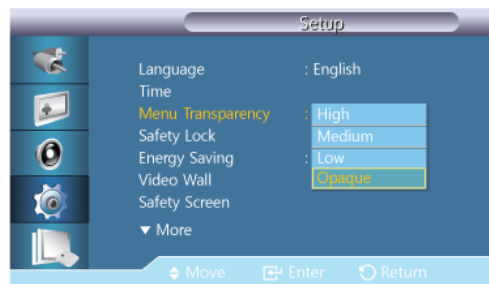 Setup
Language : English
Time
Menu Transparency : High
Medium
Safety Lock
Energy Saving : Low
Video Wall Opaque
Safety Screen
▼ More
Move Enter Return